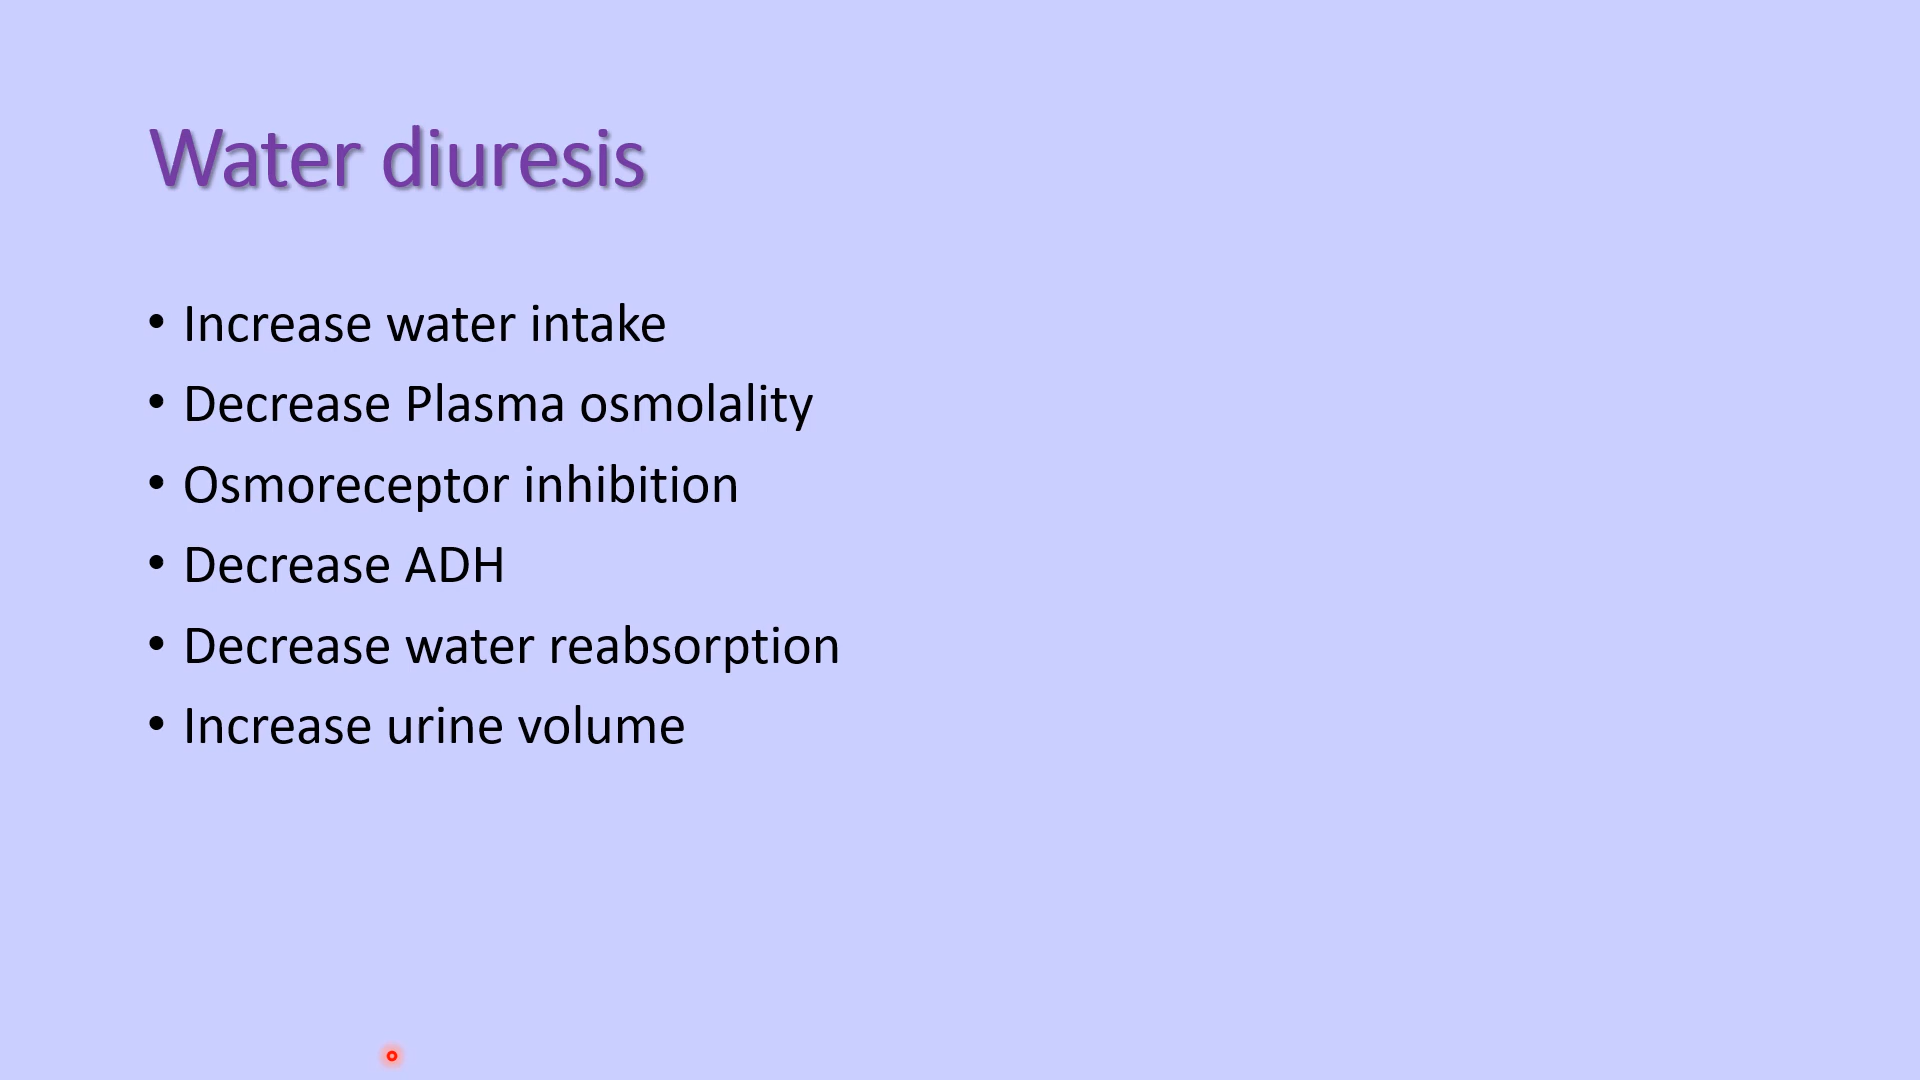 Water diuresis
• Increase water intake
• Decrease Plasma osmolality
• Osmoreceptor inhibition
• Decrease ADH
• Decrease water reabsorption
• Increase urine volume